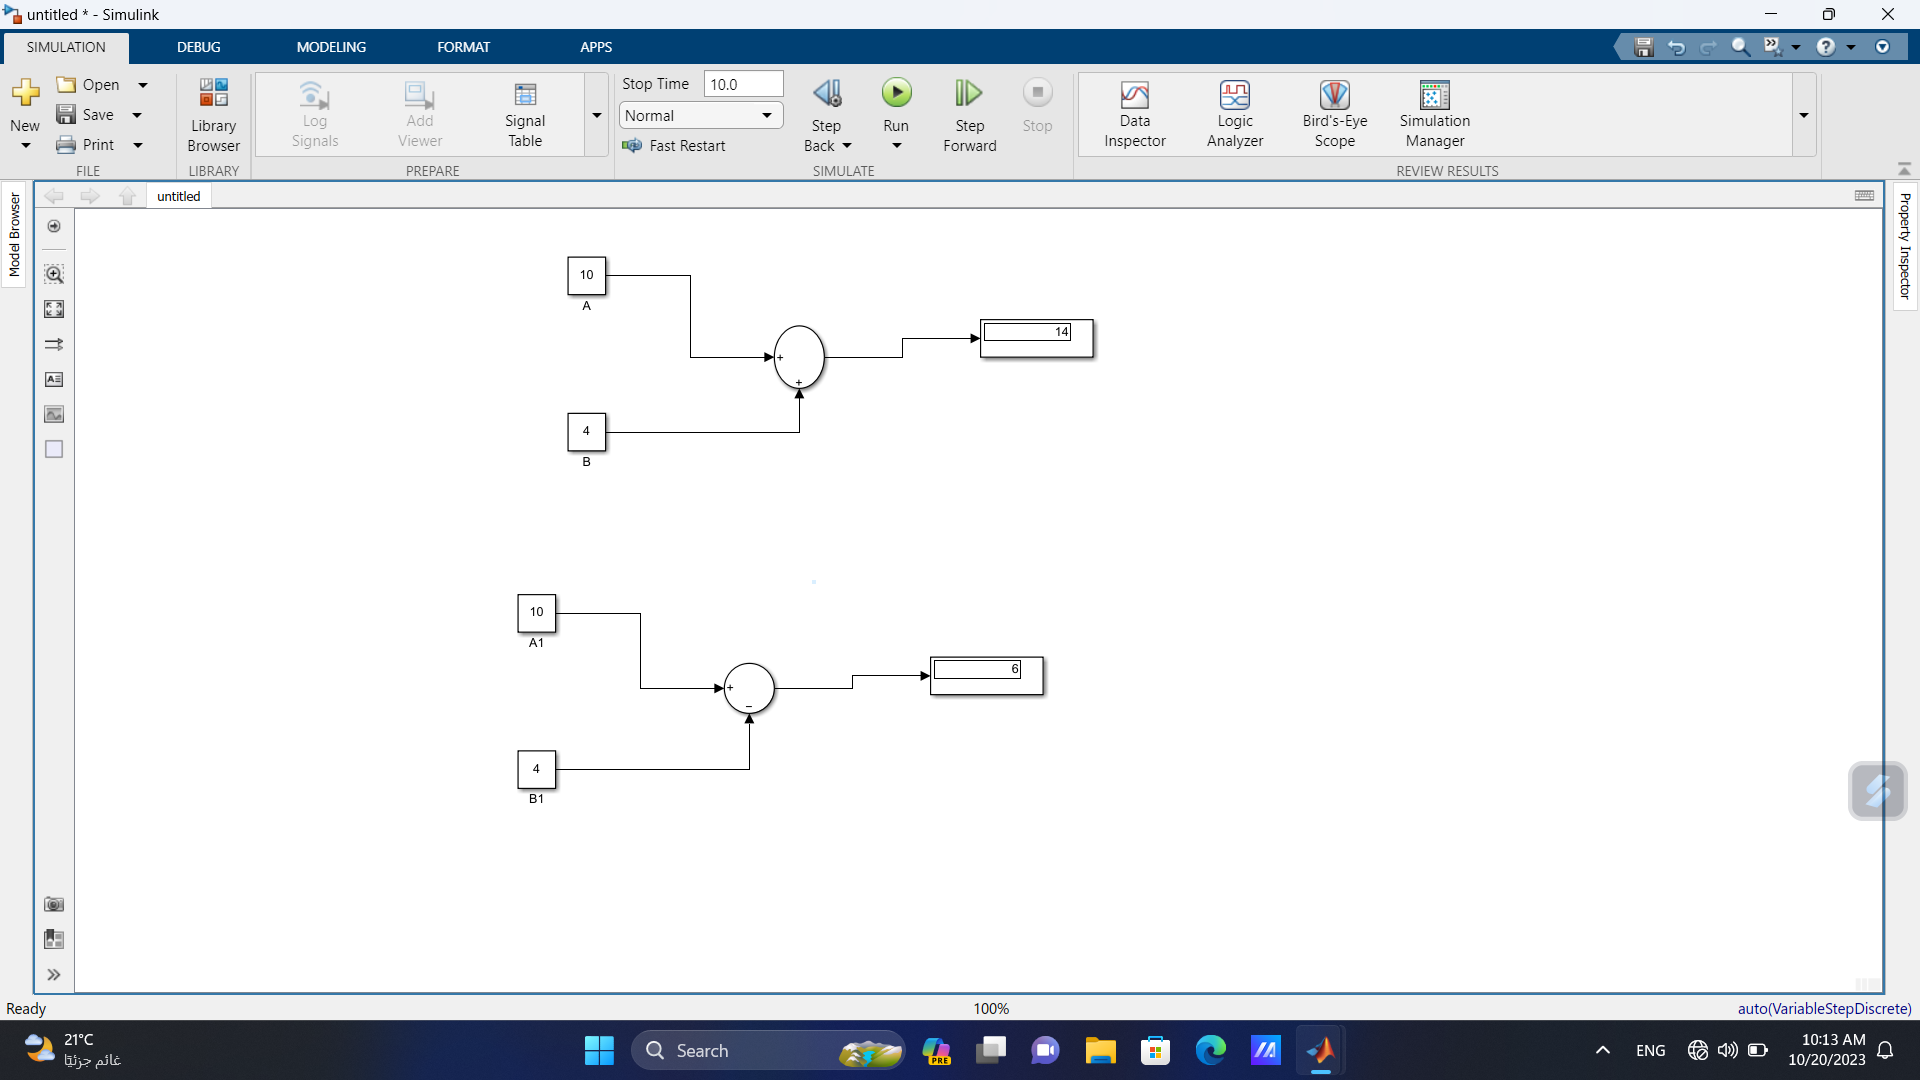 untitled * - Simulink
SIMULATION DEBUG MODELING FORMAT APPS
New
Open
Save
Print
FILE
Library
Browser
LIBRARY
Log
Signals
Add
Viewer
Signal
Table
PREPARE
Stop Time 10.0
Normal
Fast Restart
Step
Back
Run
Step
Forward
Stop
SIMULATE
Data
Inspector
Logic
Analyzer
Bird's-Eye
Scope
Simulation
Manager
REVIEW RESULTS
Model Browser
untitled
Property Inspector
10
A
+
+
14
4
B
10
A1
+
−
6
4
B1
Ready 100% auto(VariableStepDiscrete)
21°C
غائم جزئيًا
Search
PRE
ENG
10:13 AM
10/20/2023